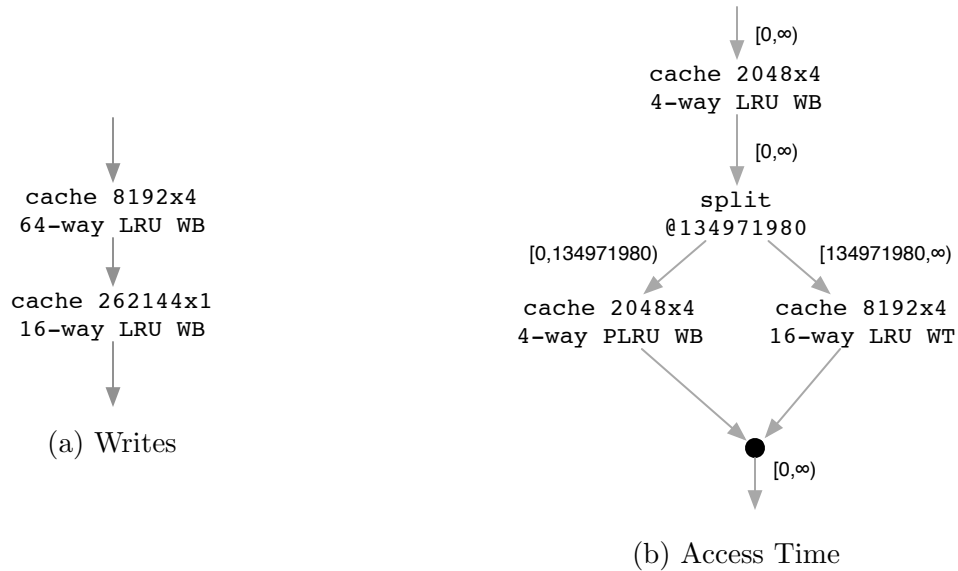 cache 8192x4
64-way LRU WB
cache 262144x1
16-way LRU WB
(a) Writes
[0,∞)
cache 2048x4
4-way LRU WB
[0,∞)
split
@134971980
[0,134971980)
[134971980,∞)
cache 2048x4
4-way PLRU WB
cache 8192x4
16-way LRU WT
[0,∞)
(b) Access Time